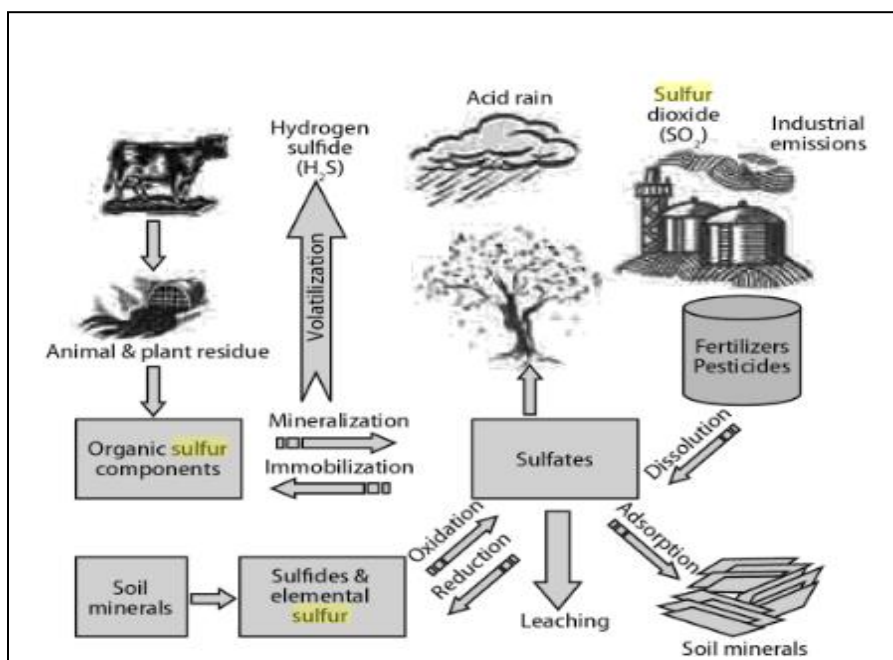 Acid rain
Sulfur
dioxide
(SO₂)
Industrial
emissions
Hydrogen
sulfide
(H₂S)
Volatilization
Animal & plant residue
Fertilizers
Pesticides
Organic sulfur
components
Mineralization
Immobilization
Sulfates
Dissolution
Oxidation
Reduction
Adsorption
Soil
minerals
Sulfides &
elemental
sulfur
Leaching
Soil minerals